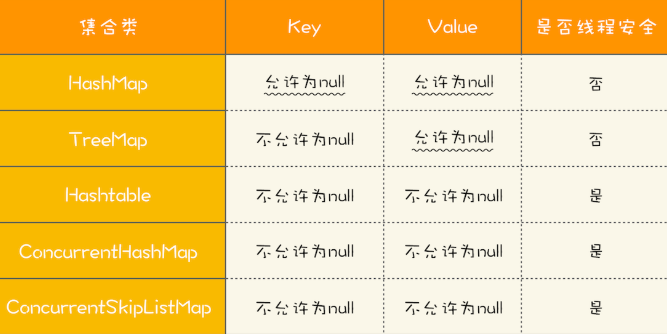 集合类 Key Value 是否线程安全
HashMap 允许为null 允许为null 否
TreeMap 不允许为null 允许为null 否
Hashtable 不允许为null 不允许为null 是
ConcurrentHashMap 不允许为null 不允许为null 是
ConcurrentSkipListMap 不允许为null 不允许为null 是